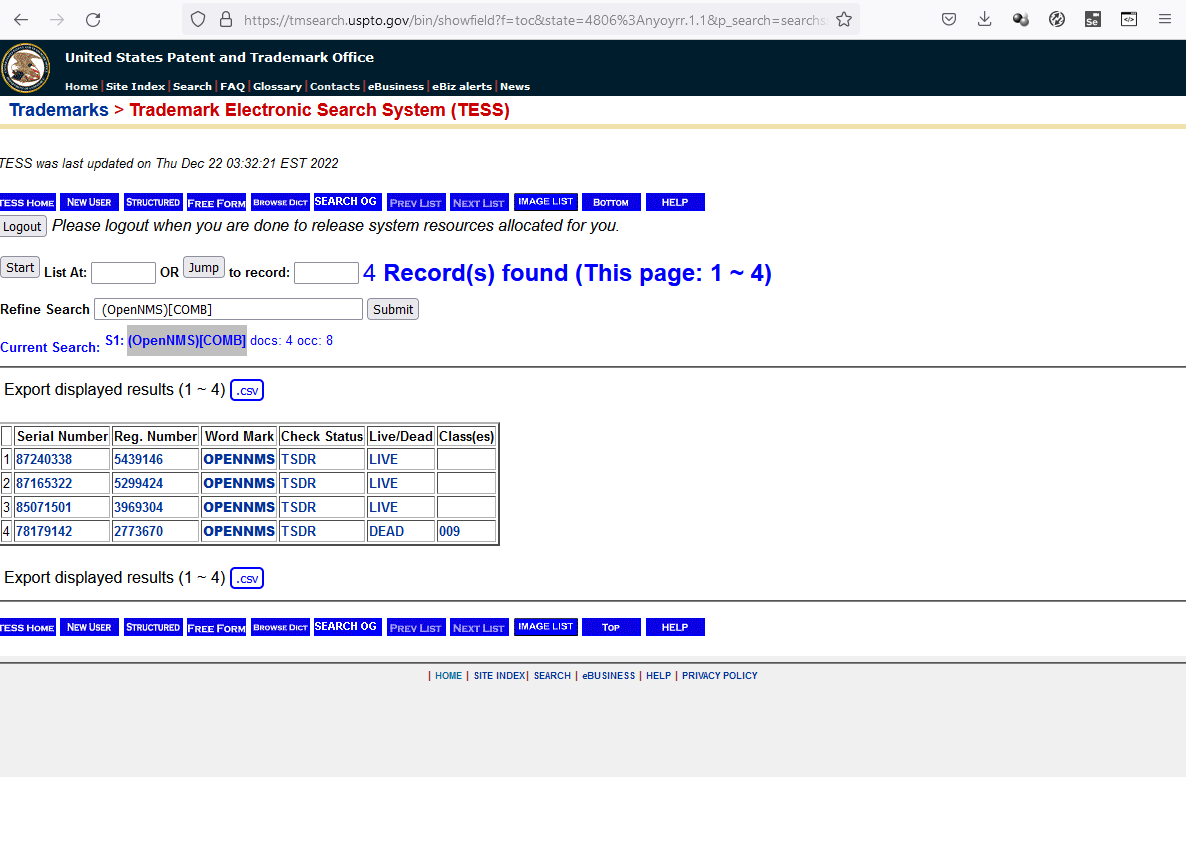 https://tmsearch.uspto.gov/bin/showfield?f=toc&state=4806%3Anyoyrr.1.1&p_search=searchs
United States Patent and Trademark Office
Home | Site Index | Search | FAQ | Glossary | Contacts | eBusiness | eBiz alerts | News
Trademarks > Trademark Electronic Search System (TESS)
TESS was last updated on Thu Dec 22 03:32:21 EST 2022
TESS HOME NEW USER STRUCTURED FREE FORM BROWSE DICT SEARCH OG PREV LIST NEXT LIST IMAGE LIST BOTTOM HELP
Logout Please logout when you are done to release system resources allocated for you.
Start List At: OR Jump to record: 4 Record(s) found (This page: 1 ~ 4)
Refine Search (OpenNMS)[COMB] Submit
Current Search: S1: (OpenNMS)[COMB] docs: 4 occ: 8
Export displayed results (1 ~ 4) .csv
Serial Number Reg. Number Word Mark Check Status Live/Dead Class(es)
1 87240338 5439146 OPENNMS TSDR LIVE
2 87165322 5299424 OPENNMS TSDR LIVE
3 85071501 3969304 OPENNMS TSDR LIVE
4 78179142 2773670 OPENNMS TSDR DEAD 009
Export displayed results (1 ~ 4) .csv
TESS HOME NEW USER STRUCTURED FREE FORM BROWSE DICT SEARCH OG PREV LIST NEXT LIST IMAGE LIST TOP HELP
| HOME | SITE INDEX | SEARCH | eBUSINESS | HELP | PRIVACY POLICY